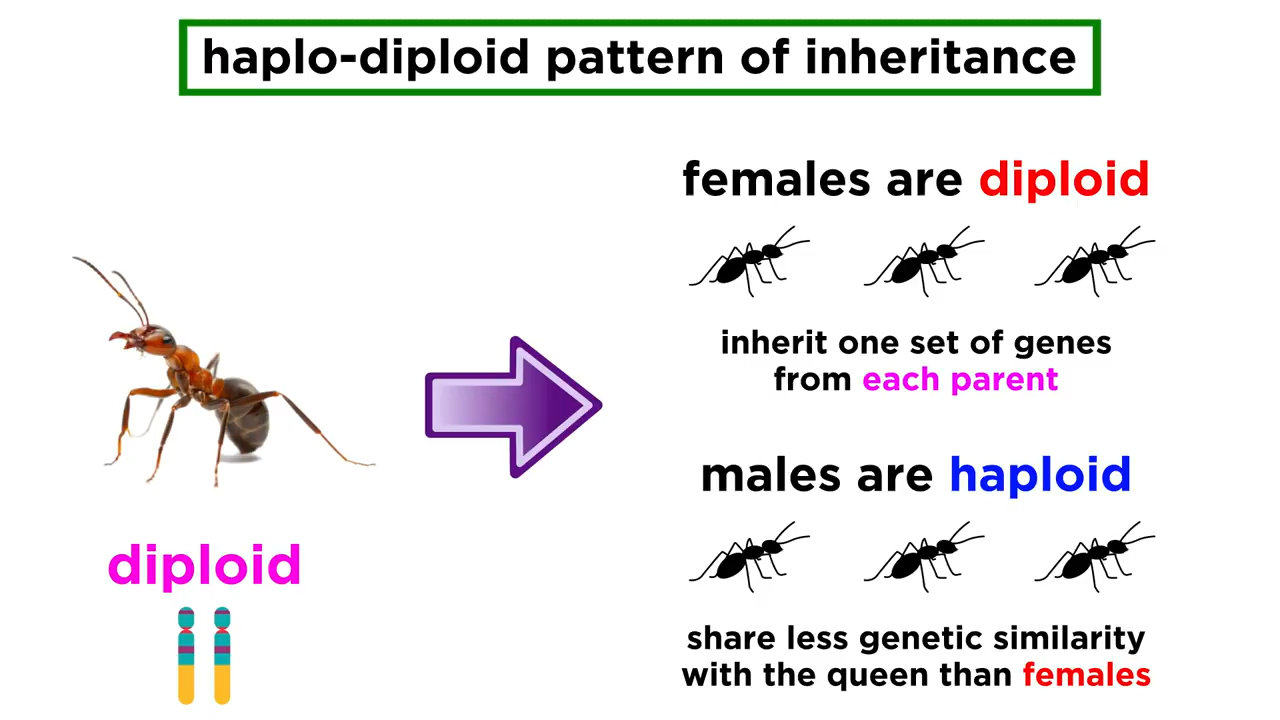 haplo-diploid pattern of inheritance
females are diploid
inherit one set of genes
from each parent
males are haploid
diploid
share less genetic similarity
with the queen than females